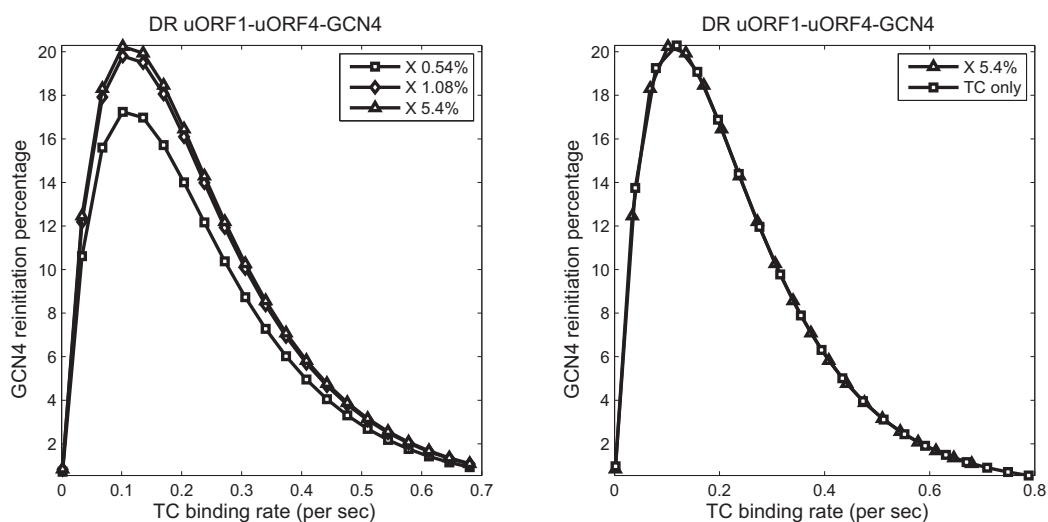 DR uORF1-uORF4-GCN4
GCN4 reinitiation percentage
20
18
16
14
12
10
8
6
4
2
X 0.54%
X 1.08%
X 5.4%
0 0.1 0.2 0.3 0.4 0.5 0.6 0.7
TC binding rate (per sec)
DR uORF1-uORF4-GCN4
GCN4 reinitiation percentage
20
18
16
14
12
10
8
6
4
2
X 5.4%
TC only
0 0.2 0.4 0.6 0.8
TC binding rate (per sec)